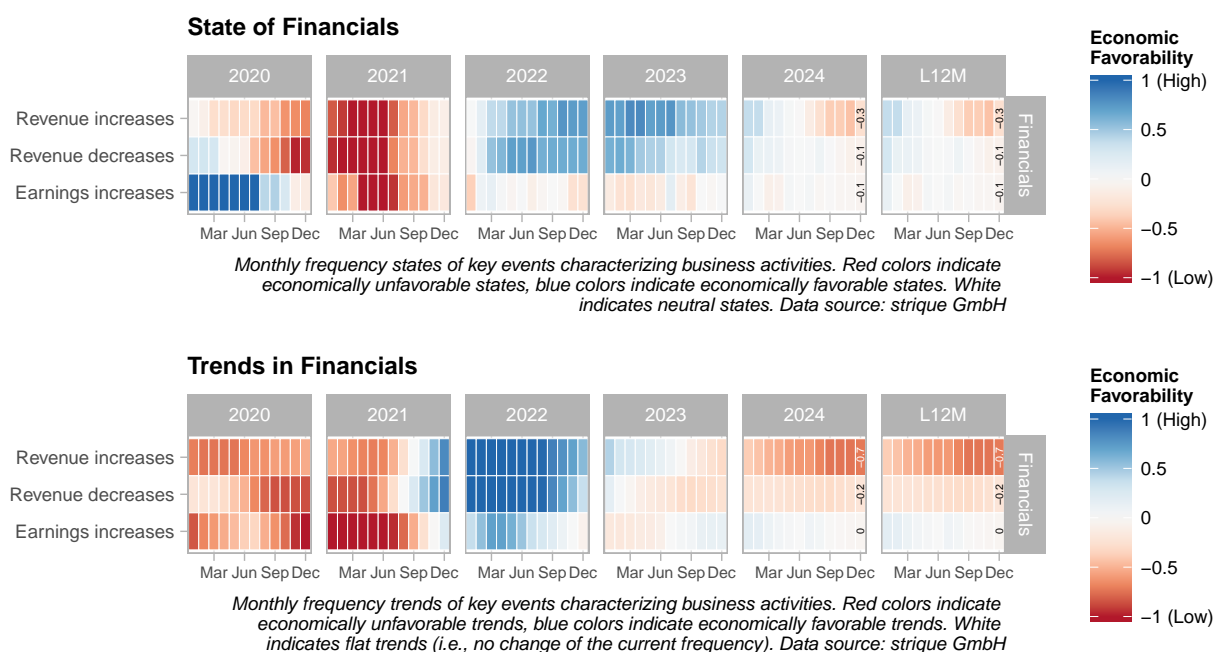 State of Financials
Economic
Favorability
2020 2021 2022 2023 2024 L12M
1 (High)
0.5
0
−0.5
−1 (Low)
Revenue increases
Revenue decreases
Earnings increases
−0.3
−0.1
−0.1
−0.3
−0.1
−0.1
Financials
Mar Jun Sep Dec Mar Jun Sep Dec Mar Jun Sep Dec Mar Jun Sep Dec Mar Jun Sep Dec Mar Jun Sep Dec
Monthly frequency states of key events characterizing business activities. Red colors indicate
economically unfavorable states, blue colors indicate economically favorable states. White
indicates neutral states. Data source: strique GmbH
Trends in Financials
Economic
Favorability
2020 2021 2022 2023 2024 L12M
1 (High)
0.5
0
−0.5
−1 (Low)
Revenue increases
Revenue decreases
Earnings increases
−0.7
−0.2
0
−0.7
−0.2
0
Financials
Mar Jun Sep Dec Mar Jun Sep Dec Mar Jun Sep Dec Mar Jun Sep Dec Mar Jun Sep Dec Mar Jun Sep Dec
Monthly frequency trends of key events characterizing business activities. Red colors indicate
economically unfavorable trends, blue colors indicate economically favorable trends. White
indicates flat trends (i.e., no change of the current frequency). Data source: strique GmbH